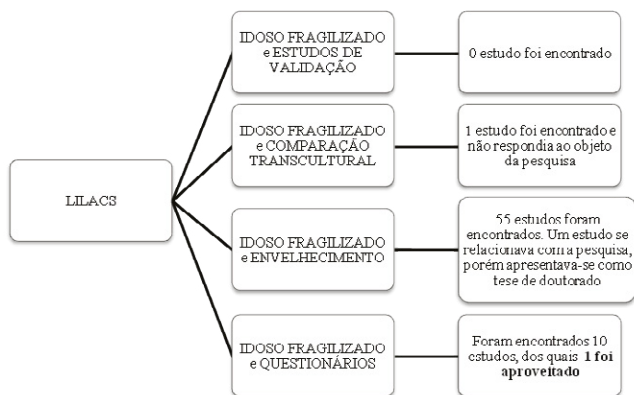 LILACS
IDOSO FRAGILIZADO
e ESTUDOS DE
VALIDAÇÃO
0 estudo foi encontrado
IDOSO FRAGILIZADO
e COMPARAÇÃO
TRANSCULTURAL
1 estudo foi encontrado e
não respondia ao objeto
da pesquisa
IDOSO FRAGILIZADO
e ENVELHECIMENTO
55 estudos foram
encontrados. Um estudo se
relacionava com a pesquisa,
porém apresentava-se como
tese de doutorado
IDOSO FRAGILIZADO
e QUESTIONÁRIOS
Foram encontrados 10
estudos, dos quais 1 foi
aproveitado